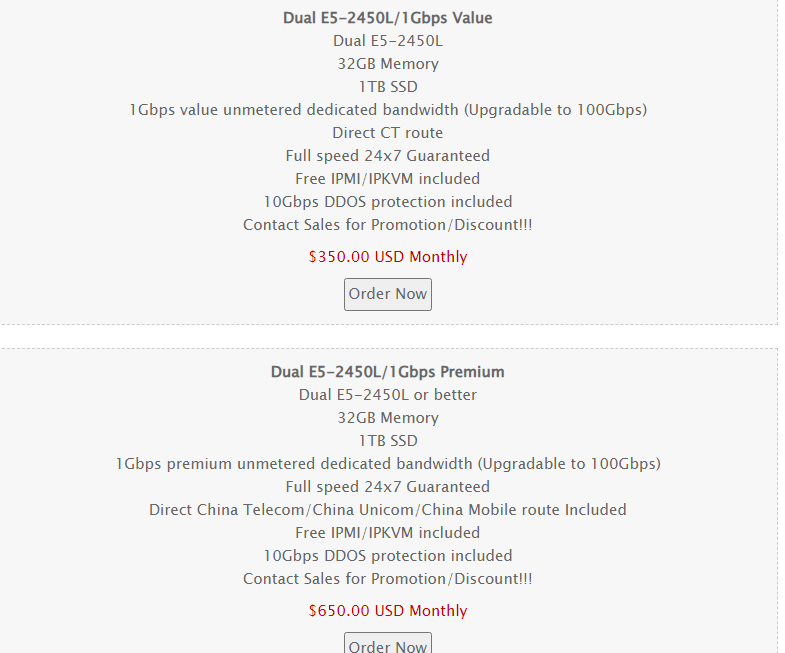 Dual E5-2450L/1Gbps Value
Dual E5-2450L
32GB Memory
1TB SSD
1Gbps value unmetered dedicated bandwidth (Upgradable to 100Gbps)
Direct CT route
Full speed 24x7 Guaranteed
Free IPMI/IPKVM included
10Gbps DDOS protection included
Contact Sales for Promotion/Discount!!!
$350.00 USD Monthly
Order Now
Dual E5-2450L/1Gbps Premium
Dual E5-2450L or better
32GB Memory
1TB SSD
1Gbps premium unmetered dedicated bandwidth (Upgradable to 100Gbps)
Full speed 24x7 Guaranteed
Direct China Telecom/China Unicom/China Mobile route Included
Free IPMI/IPKVM included
10Gbps DDOS protection included
Contact Sales for Promotion/Discount!!!
$650.00 USD Monthly
Order Now